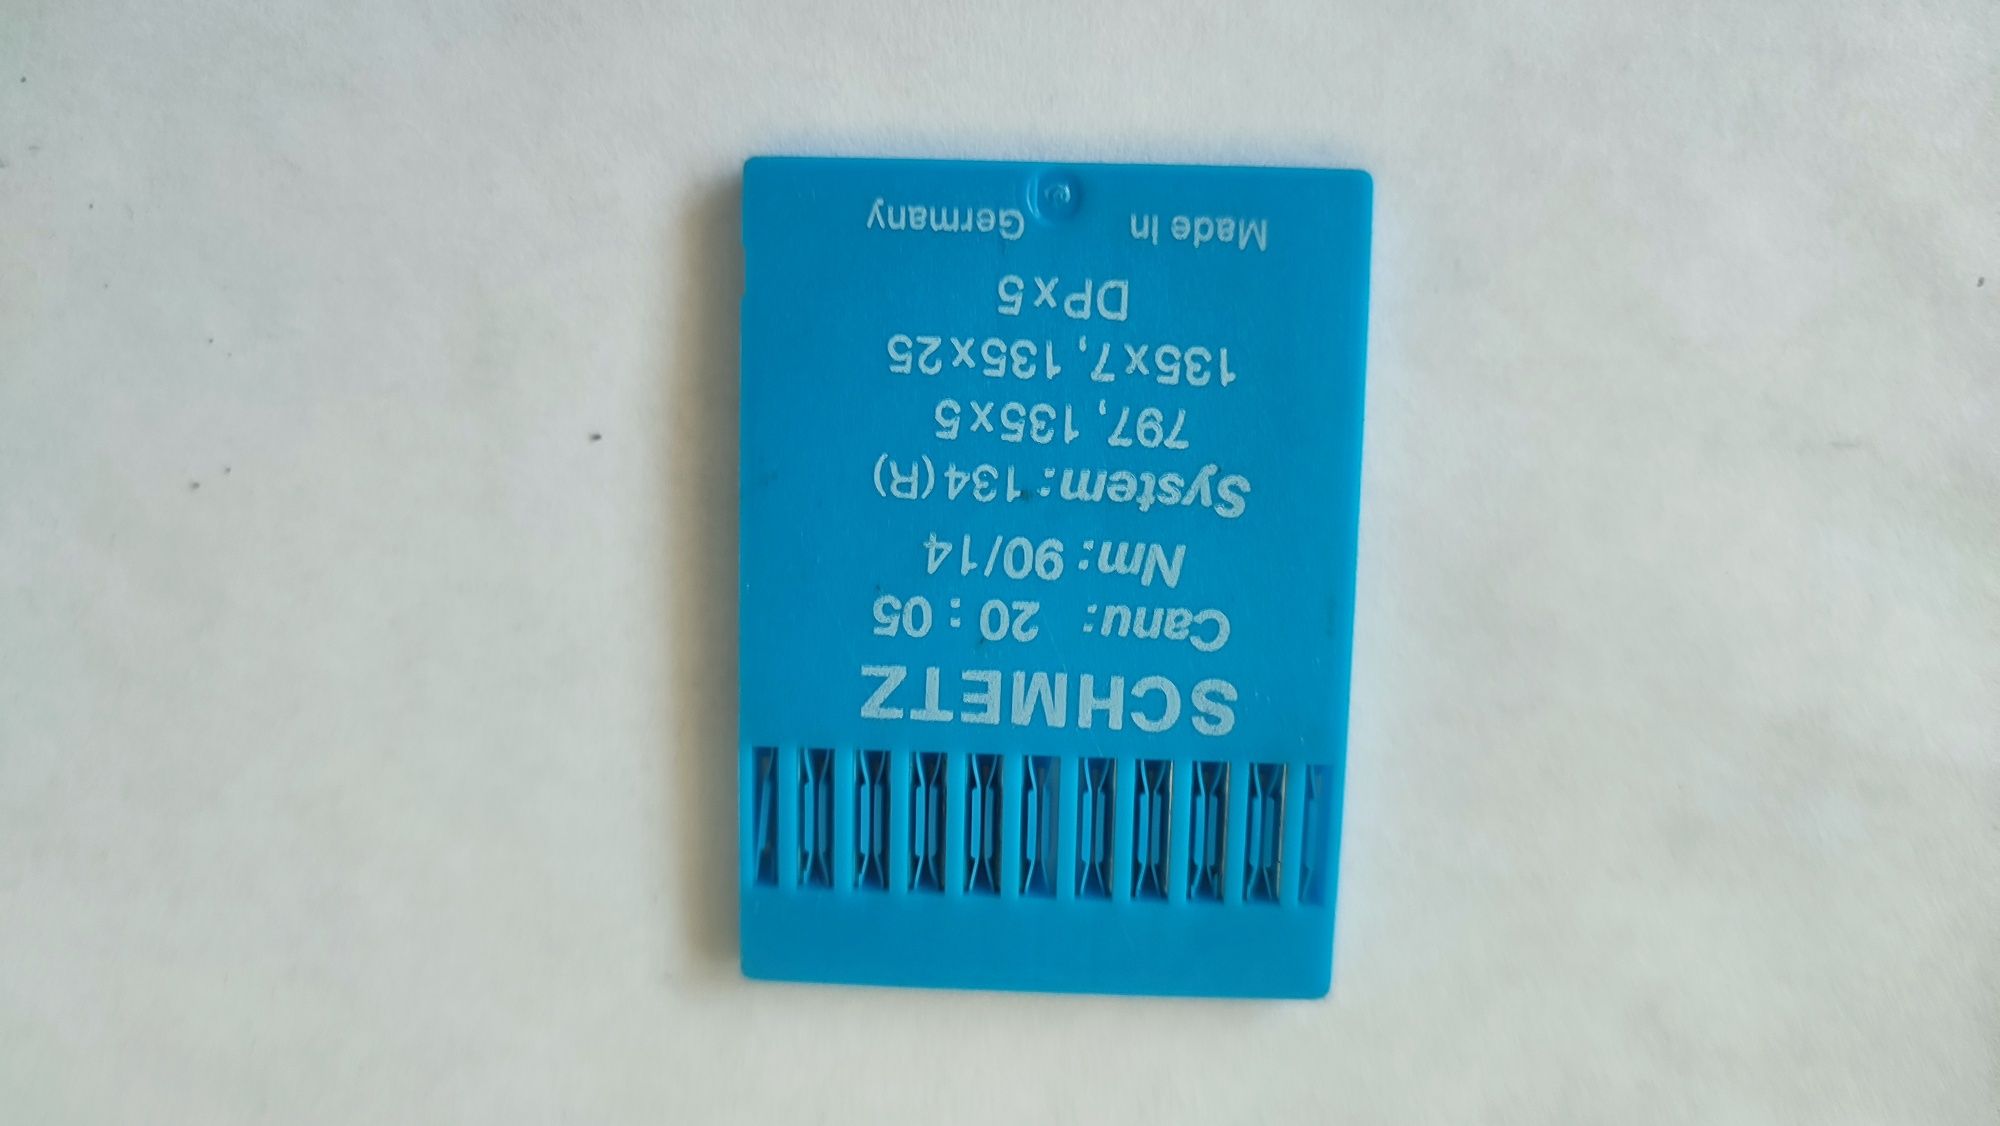 SCHMETZ
Canu: 20 : 05
Nm: 90/14
System: 134 (R)
797, 135x5
135x7, 135x25
DPx5
Made in Germany